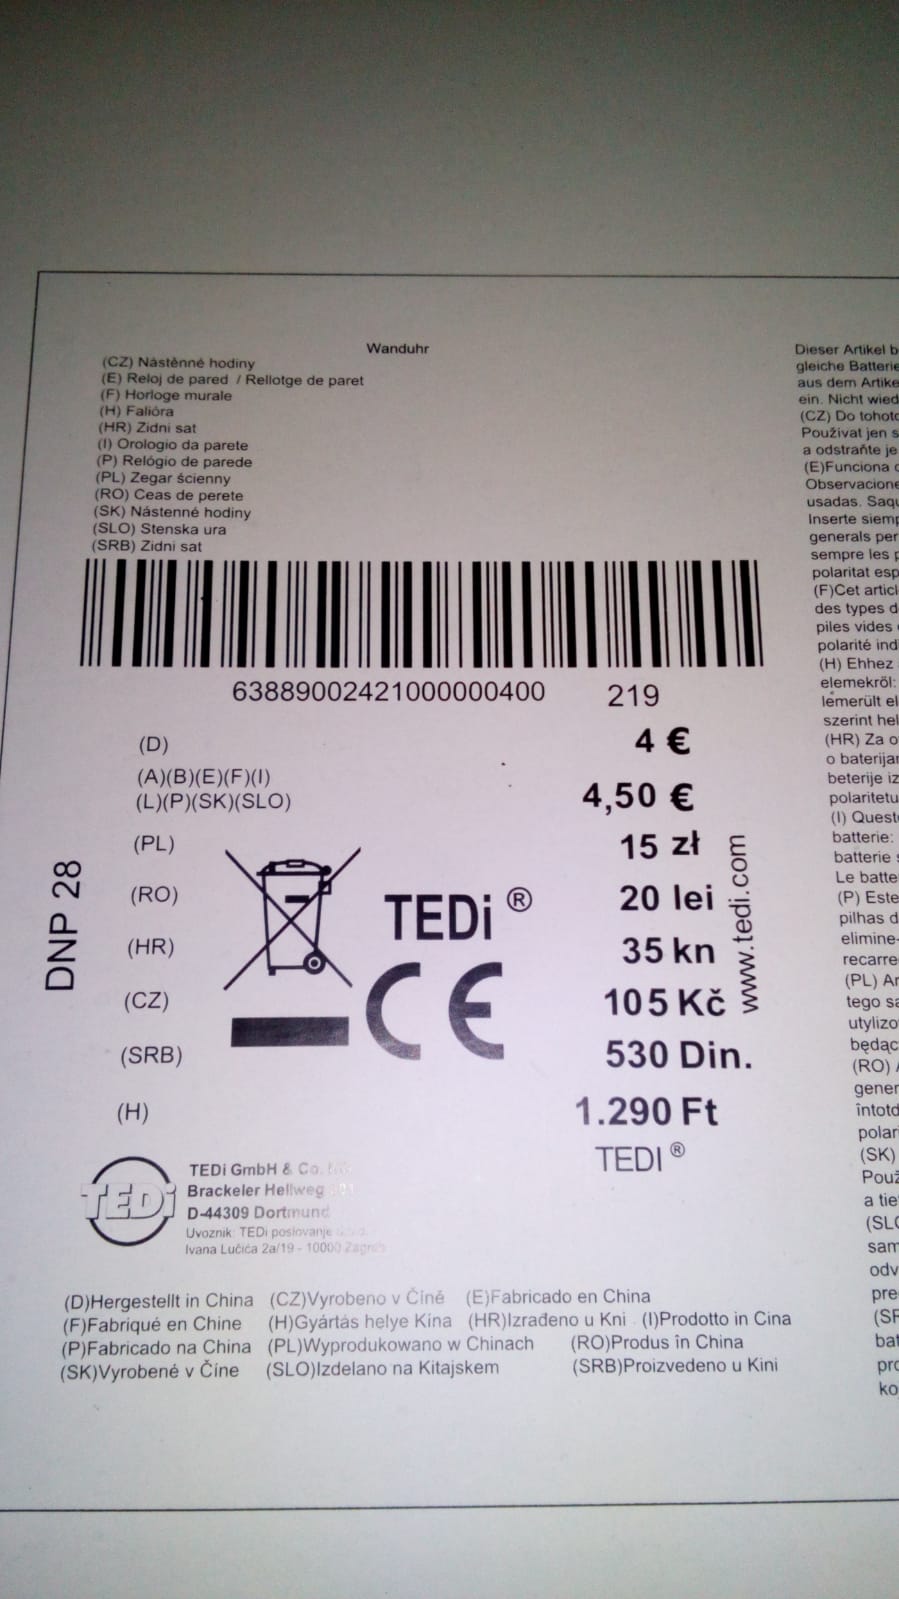 Wanduhr
(CZ) Nástěnné hodiny
(E) Reloj de pared / Rellotge de paret
(F) Horloge murale
(H) Falióra
(HR) Zidni sat
(I) Orologio da parete
(P) Relógio de parede
(PL) Zegar ścienny
(RO) Ceas de perete
(SK) Nástenné hodiny
(SLO) Stenska ura
(SRB) Zidni sat
63889002421000000400 219
(D) 4 €
(A)(B)(E)(F)(I)
(L)(P)(SK)(SLO) 4,50 €
(PL) 15 zł
(RO) 20 lei
(HR) 35 kn
(CZ) 105 Kč
(SRB) 530 Din.
(H) 1.290 Ft
DNP 28
TEDi ®
CE
www.tedi.com
TEDI ®
TEDi
TEDi GmbH & Co.
Brackeler Hellweg
D-44309 Dortmund
Uvoznik: TEDi poslovanje
Ivana Lučića 2a/19 - 10000 Zagreb
(D)Hergestellt in China (CZ)Vyrobeno v Číně (E)Fabricado en China
(F)Fabriqué en Chine (H)Gyártás helye Kína (HR)Izrađeno u Kni (I)Prodotto in Cina
(P)Fabricado na China (PL)Wyprodukowano w Chinach (RO)Produs în China
(SK)Vyrobené v Číne (SLO)Izdelano na Kitajskem (SRB)Proizvedeno u Kini
Dieser Artikel b
gleiche Batterie
aus dem Artike
ein. Nicht wied
(CZ) Do tohoto
Používat jen s
a odstraňte je
(E)Funciona c
Observacione
usadas. Saqu
Inserte siemp
generals per
sempre les p
polaritat esp
(F)Cet articl
des types d
piles vides
polarité ind
(H) Ehhez
elemekről:
lemerült el
szerint hel
(HR) Za o
o baterijar
beterije iz
polaritetu
(I) Quest
batterie:
batterie s
Le batte
(P) Este
pilhas d
elimine-
recarre
(PL) Ar
tego sa
utylizo
będąc
(RO)
gener
întotd
polar
(SK)
Použ
a tie
(SLO
sam
odv
pre
(SR
bat
pro
ko